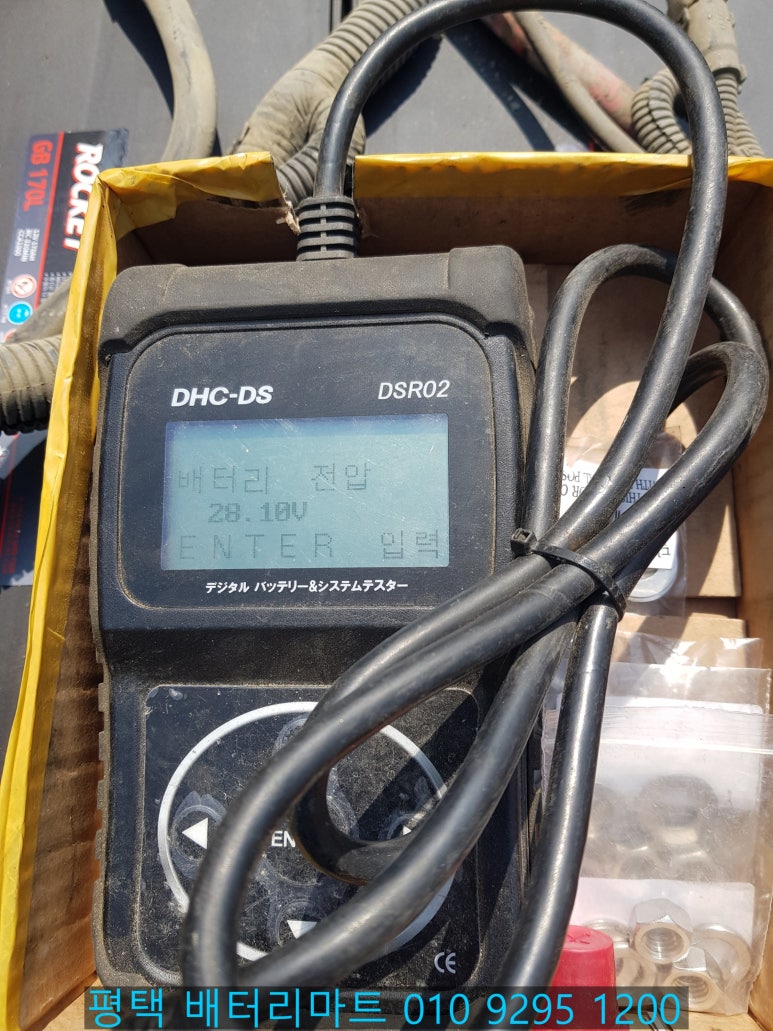 ROCKET
GB 170L
DHC-DS
DSR02
배터리 전압
28.10V
ENTER 입력
デジタル バッテリー&システムテスター
EN
CE
평택 배터리마트 010 9295 1200